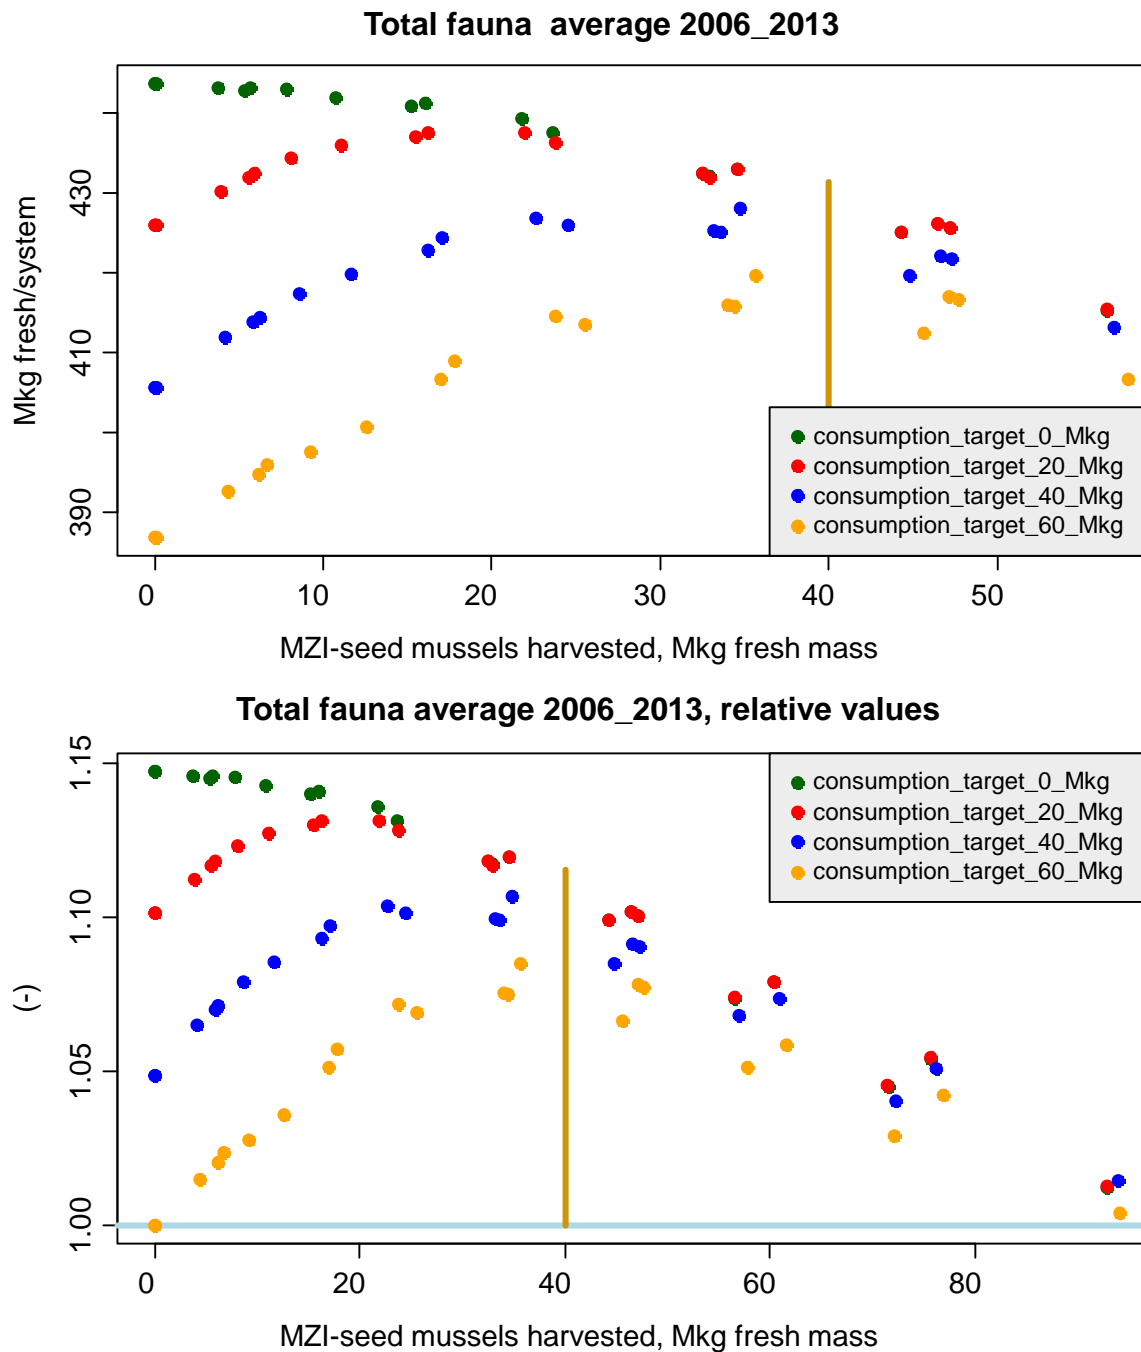 Total fauna  average 2006_2013
Mkg fresh/system
430
410
390
consumption_target_0_Mkg
consumption_target_20_Mkg
consumption_target_40_Mkg
consumption_target_60_Mkg
0 10 20 30 40 50
MZI-seed mussels harvested, Mkg fresh mass
Total fauna average 2006_2013, relative values
(-)
1.15
1.10
1.05
1.00
consumption_target_0_Mkg
consumption_target_20_Mkg
consumption_target_40_Mkg
consumption_target_60_Mkg
0 20 40 60 80
MZI-seed mussels harvested, Mkg fresh mass